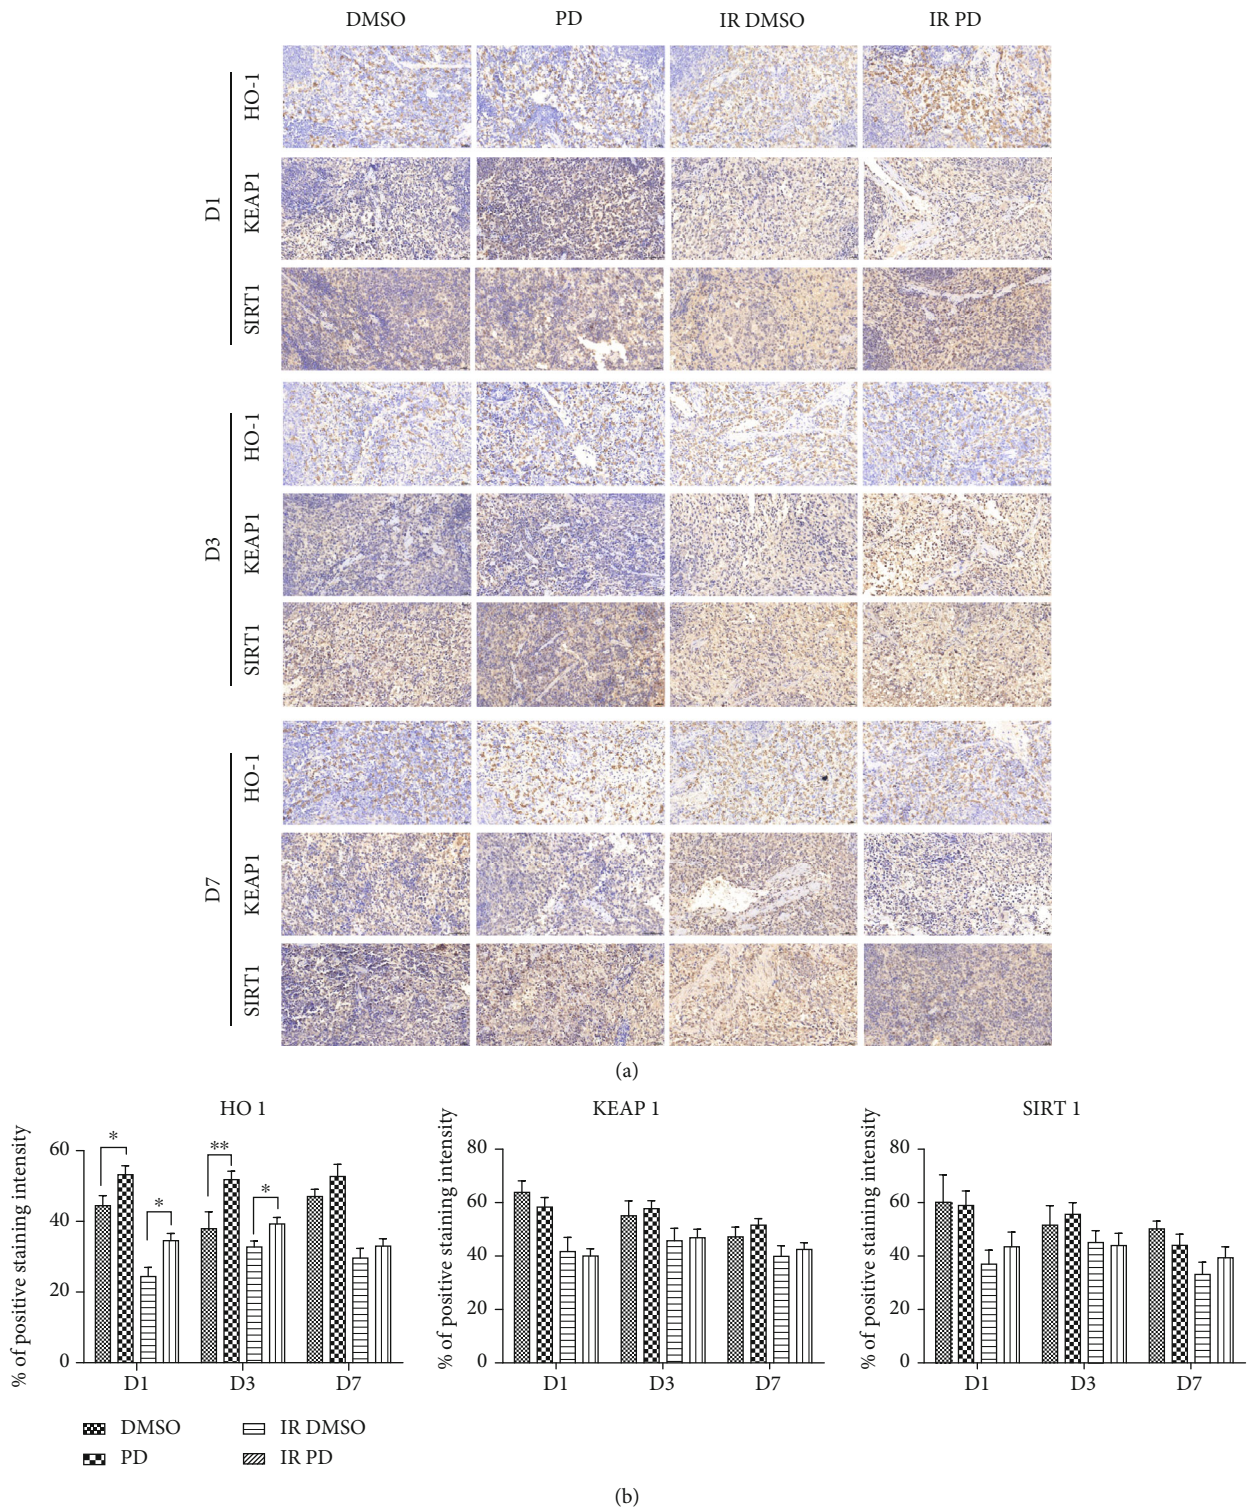 DMSO PD IR DMSO IR PD
D1
HO-1
KEAP1
SIRT1
D3
HO-1
KEAP1
SIRT1
D7
HO-1
KEAP1
SIRT1
(a)
HO 1
% of positive staining intensity
60
40
20
0
* * ** *
D1 D3 D7
KEAP 1
% of positive staining intensity
80
60
40
20
0
D1 D3 D7
SIRT 1
% of positive staining intensity
80
60
40
20
0
D1 D3 D7
DMSO IR DMSO
PD IR PD
(b)